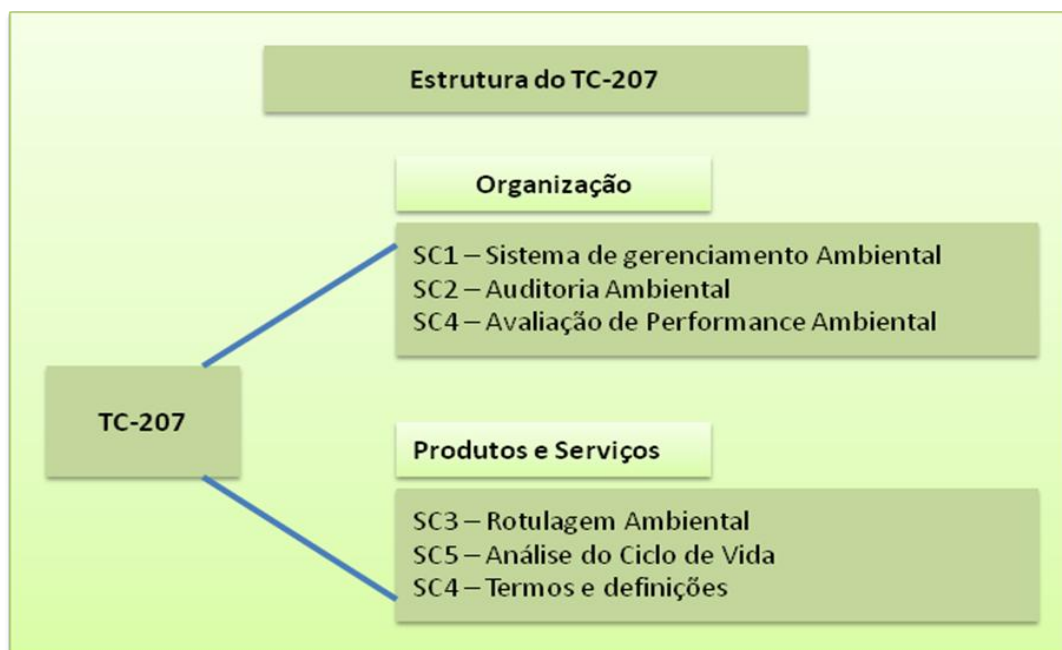 Estrutura do TC-207
Organização
SC1 – Sistema de gerenciamento Ambiental
SC2 – Auditoria Ambiental
SC4 – Avaliação de Performance Ambiental
TC-207
Produtos e Serviços
SC3 – Rotulagem Ambiental
SC5 – Análise do Ciclo de Vida
SC4 – Termos e definições